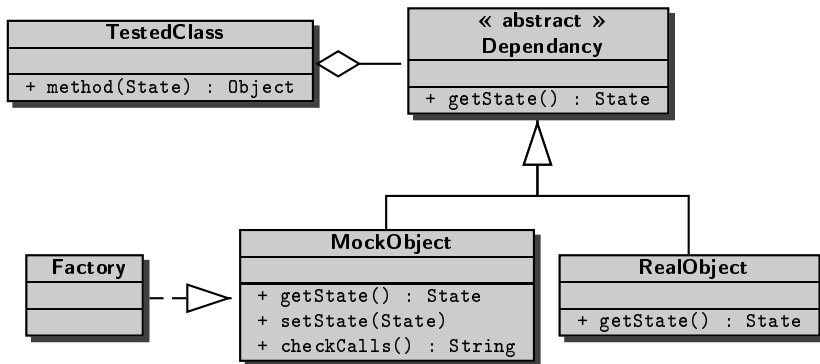 TestedClass
+ method(State) : Object
« abstract »
Dependancy
+ getState() : State
MockObject
+ getState() : State
+ setState(State)
+ checkCalls() : String
Factory
RealObject
+ getState() : State